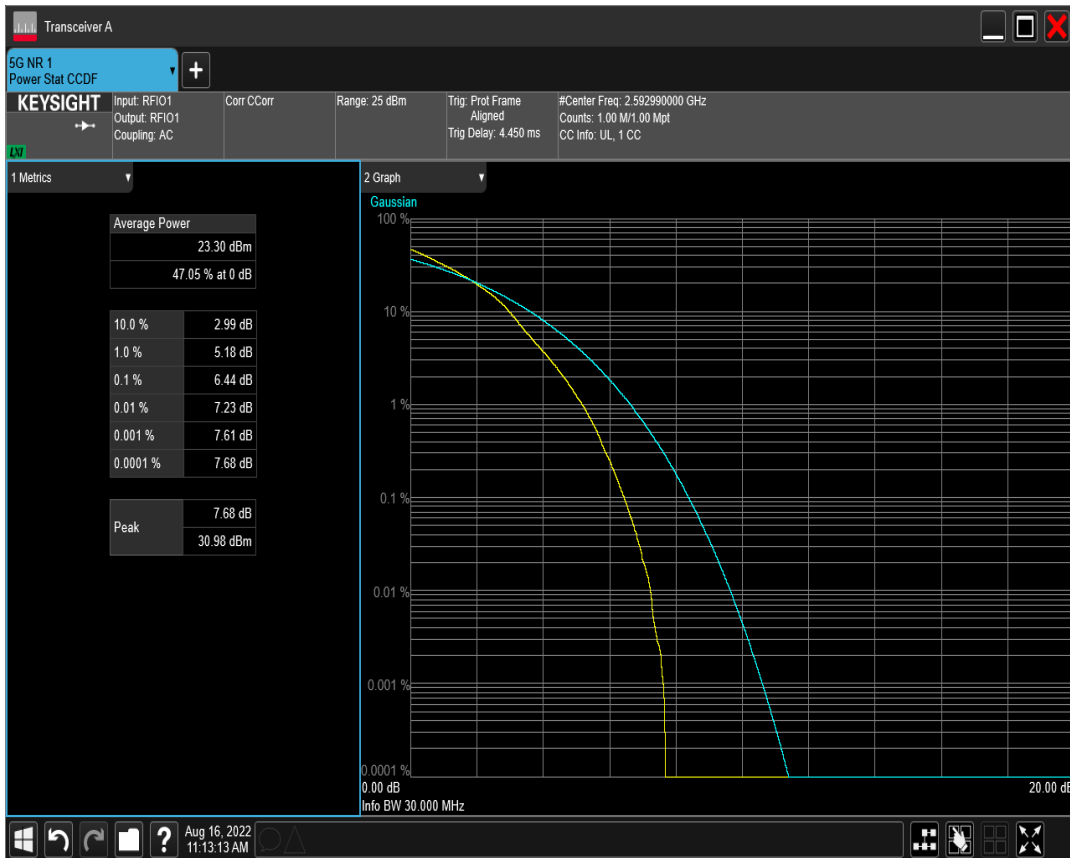 Transceiver A
5G NR 1
Power Stat CCDF
+
KEYSIGHT
LXI
Input: RFIO1
Output: RFIO1
Coupling: AC
Corr CCorr
Range: 25 dBm
Trig: Prot Frame
Aligned
Trig Delay: 4.450 ms
#Center Freq: 2.592990000 GHz
Counts: 1.00 M/1.00 Mpt
CC Info: UL, 1 CC
1 Metrics
Average Power
23.30 dBm
47.05 % at 0 dB
10.0 % 2.99 dB
1.0 % 5.18 dB
0.1 % 6.44 dB
0.01 % 7.23 dB
0.001 % 7.61 dB
0.0001 % 7.68 dB
Peak
7.68 dB
30.98 dBm
2 Graph
Gaussian
100 %
10 %
1 %
0.1 %
0.01 %
0.001 %
0.0001 %
0.00 dB 20.00 dB
Info BW 30.000 MHz
?
Aug 16, 2022
11:13:13 AM